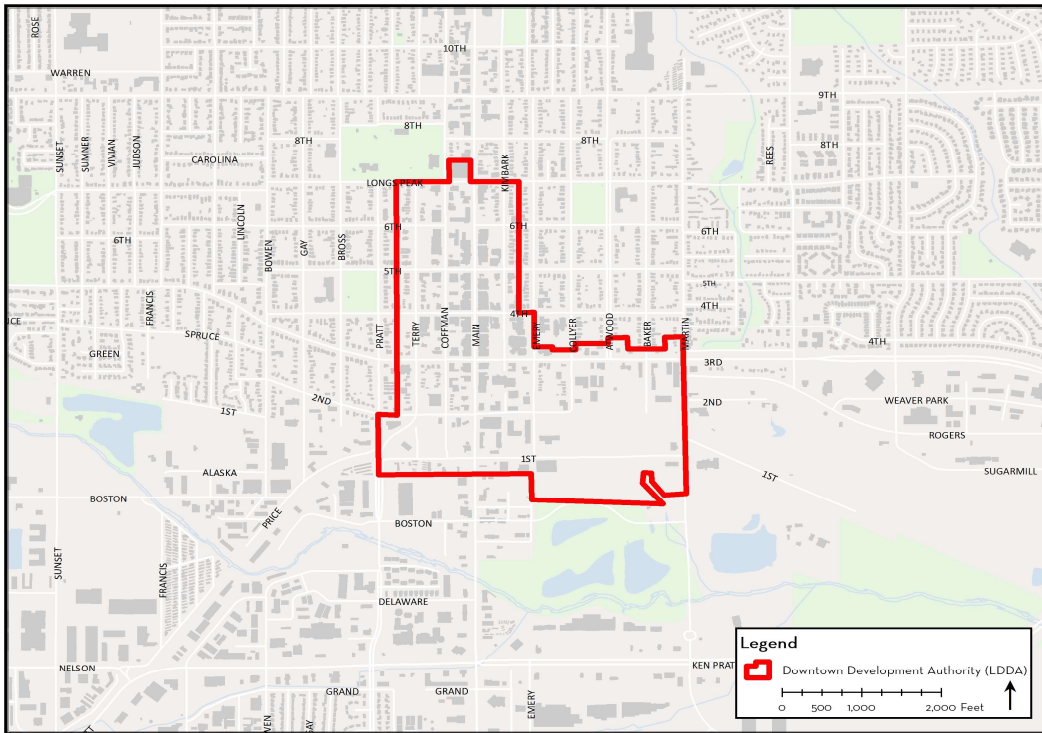 ROSE
10TH
WARREN
9TH
8TH
8TH
8TH
8TH
SUNSET
SUMNER
VIVIAN
JUDSON
CAROLINA
REES
KIMBARK
LONGS PEAK
LINCOLN
6TH
6TH
6TH
6TH
BOWEN
GAY
BROSS
5TH
5TH
4TH
4TH
FRANCIS
SPRUCE
GREEN
PRATT
TERRY
COFFMAN
MAIN
EMERY
COLLYER
ATWOOD
BAKER
MARTIN
4TH
3RD
2ND
2ND
1ST
WEAVER PARK
ROGERS
1ST
1ST
SUGARMILL
ALASKA
BOSTON
PRICE
BOSTON
SUNSET
FRANCIS
DELAWARE
NELSON
GRAND
GRAND
EMERY
KEN PRAT
Legend
Downtown Development Authority (LDDA)
0 500 1,000 2,000 Feet